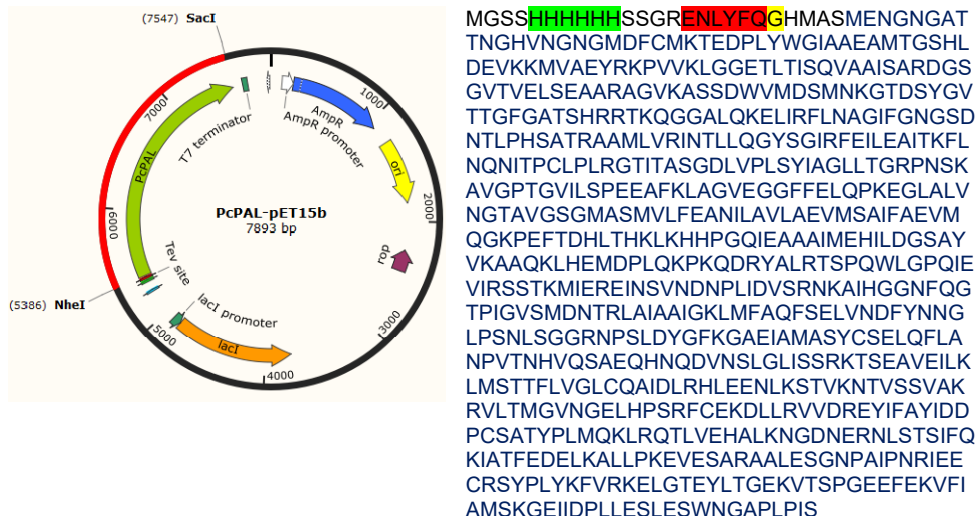 (7547) SacI
7000
T7 terminator
PcPAL
AmpR
AmpR promoter
1000
ori
2000
PcPAL-pET15b
7893 bp
6000
Tev site
rop
(5386) NheI
lacI promoter
lacI
5000
4000
3000
MGSSHHHHHHSSGRENLYFQGHMASMENGNGAT
TNGHVNGNGMDFCMKTEDPLYWGIAAEAMTGSHL
DEVKKMVAEYRKPVVKLGGETLTISQVAAISARDGS
GVTVELSEAARAGVKASSDWVMDSMNKGTDSYGV
TTGFGATSHRRTKQGGALQKELIRFLNAGIFGNGSD
NTLPHSATRAAMLVRINTLLQGYSGIRFEILEAITKFL
NQNITPCLPLRGTITASGDLVPLSYIAGLLTGRPNSK
AVGPTGVILSPEEAFKLAGVEGGFFELQPKEGLALV
NGTAVGSGMASMVLFEANILAVLAEVMSAIFAEVM
QGKPEFTDHLTHKLKHHPGQIEAAAIMEHILDGSAY
VKAAQKLHEMDPLQKPKQDRYALRTSPQWLGPQIE
VIRSSTKMIEREINSVNDNPLIDVSRNKAIHGGNFQG
TPIGVSMDNTRLAIAAIGKLMFAQFSELVNDFYNNG
LPSNLSGGRNPSLDYGFKGAEIAMASYCSELQFLA
NPVTNHVQSAEQHNQDVNSLGLISSRKTSEAVEILK
LMSTTFLVGLCQAIDLRHLEENLKSTVKNTVSSVAK
RVLTMGVNGELHPSRFCEKDLLRVVDREYIFAYIDD
PCSATYPLMQKLRQTLVEHALKNGDNERNLSTSIFQ
KIATFEDELKALLPKEVESARAALESGNPAIPNRIEE
CRSYPLYKFVRKELGTEYLTGEKVTSPGEEFEKVFI
AMSKGEIIDPLLESLESWNGAPLPIS